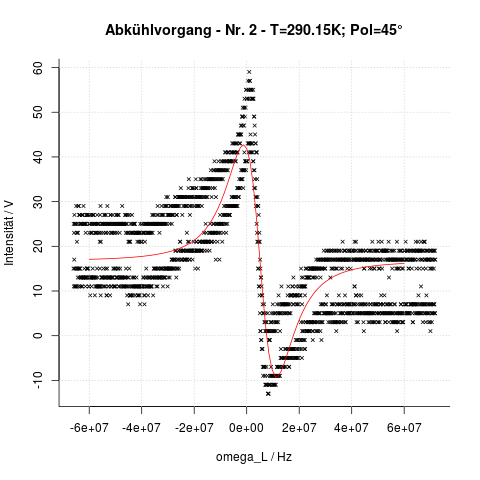 Abkühlvorgang - Nr. 2 - T=290.15K; Pol=45°
Intensität / V
60
50
40
30
20
10
0
-10
-6e+07 -4e+07 -2e+07 0e+00 2e+07 4e+07 6e+07
omega_L / Hz